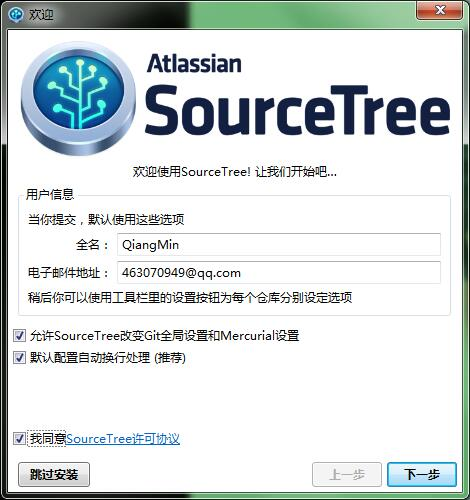 欢迎
Atlassian
SourceTree
欢迎使用SourceTree! 让我们开始吧...
用户信息
当你提交，默认使用这些选项
全名： QiangMin
电子邮件地址： 463070949@qq.com
稍后你可以使用工具栏里的设置按钮为每个仓库分别设定选项
允许SourceTree改变Git全局设置和Mercurial设置
默认配置自动换行处理 (推荐)
我同意SourceTree许可协议
跳过安装 上一步 下一步